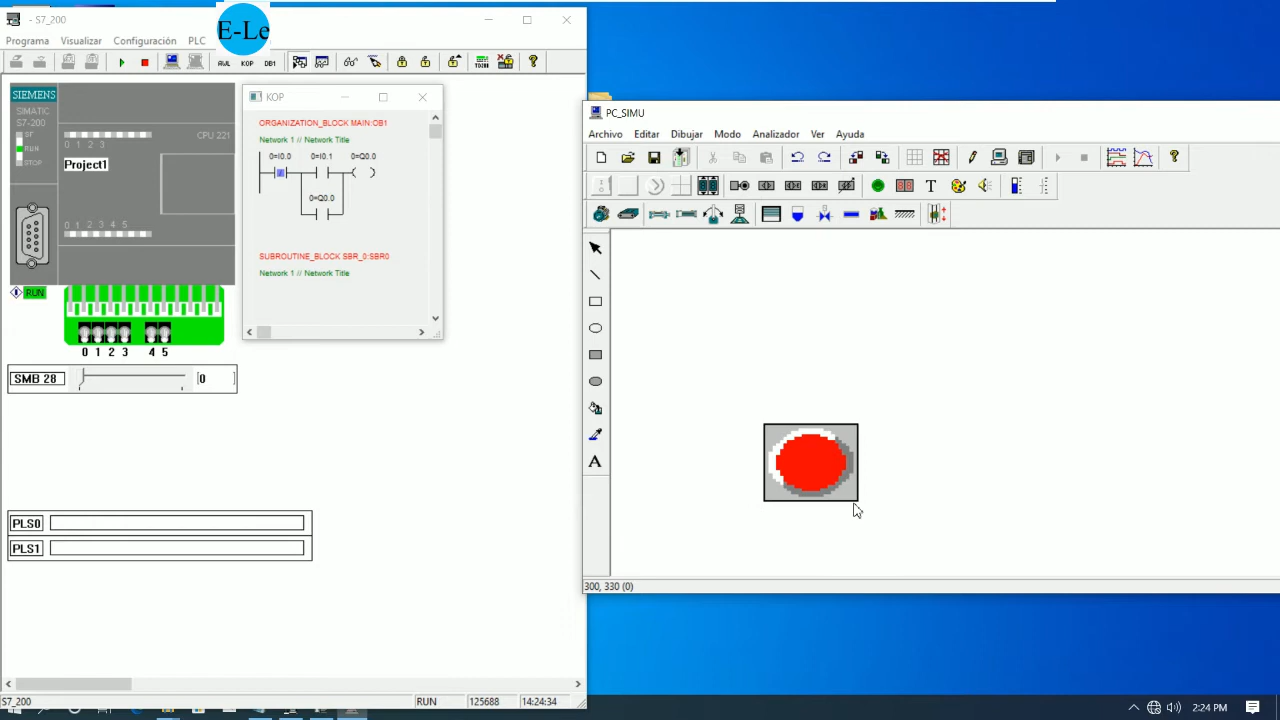 - S7_200
E-Le
Programa Visualizar Configuración PLC
AWL KOP DB1
SIEMENS
SIMATIC
S7-200
CPU 221
SF
RUN
STOP
0 1 2 3
Project1
0 1 2 3 4 5
RUN
0 1 2 3 4 5
SMB 28 0
PLS0
PLS1
S7_200 RUN 125688 14:24:34
KOP
ORGANIZATION_BLOCK MAIN:OB1
Network 1 // Network Title
0=I0.0 0=I0.1 0=Q0.0
0=Q0.0
SUBROUTINE_BLOCK SBR_0:SBR0
Network 1 // Network Title
PC_SIMU
Archivo Editar Dibujar Modo Analizador Ver Ayuda
T
A
300, 330 (0)
2:24 PM